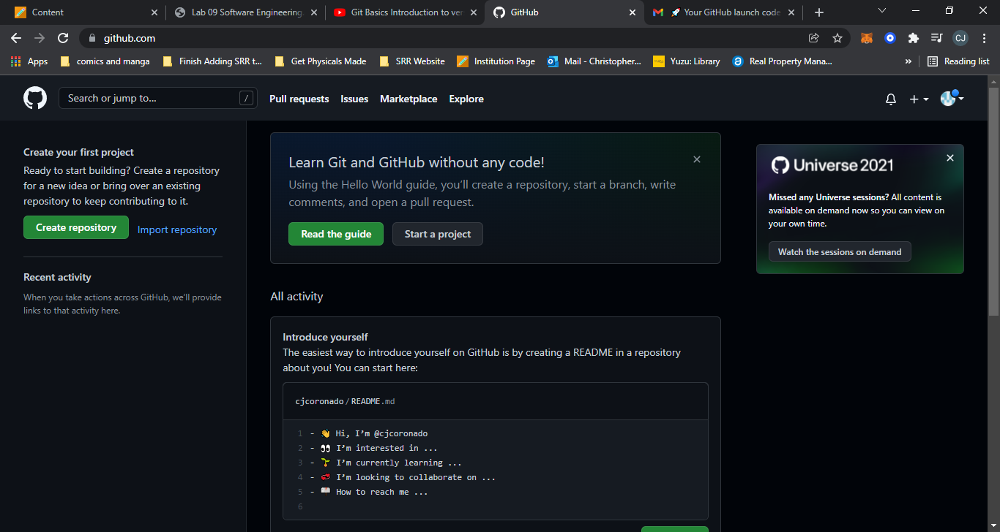 Content
Lab 09 Software Engineering
Git Basics Introduction to ver
GitHub
🚀 Your GitHub launch code
github.com
CJ
Apps
comics and manga
Finish Adding SRR t...
Get Physicals Made
SRR Website
Institution Page
Mail - Christopher...
Yuzu: Library
Real Property Mana...
»
Reading list
Search or jump to...
/
Pull requests
Issues
Marketplace
Explore
Create your first project
Ready to start building? Create a repository
for a new idea or bring over an existing
repository to keep contributing to it.
Create repository
Import repository
Recent activity
When you take actions across GitHub, we'll provide
links to that activity here.
Learn Git and GitHub without any code!
Using the Hello World guide, you'll create a repository, start a branch, write
comments, and open a pull request.
Read the guide
Start a project
All activity
Introduce yourself
The easiest way to introduce yourself on GitHub is by creating a README in a repository
about you! You can start here:
cjcoronado / README.md
1 - 👋 Hi, I'm @cjcoronado
2 - 👀 I'm interested in ...
3 - 🌱 I'm currently learning ...
4 - 💞️ I'm looking to collaborate on ...
5 - 📫 How to reach me ...
6
Universe 2021
Missed any Universe sessions? All content is
available on demand now so you can view on
your own time.
Watch the sessions on demand